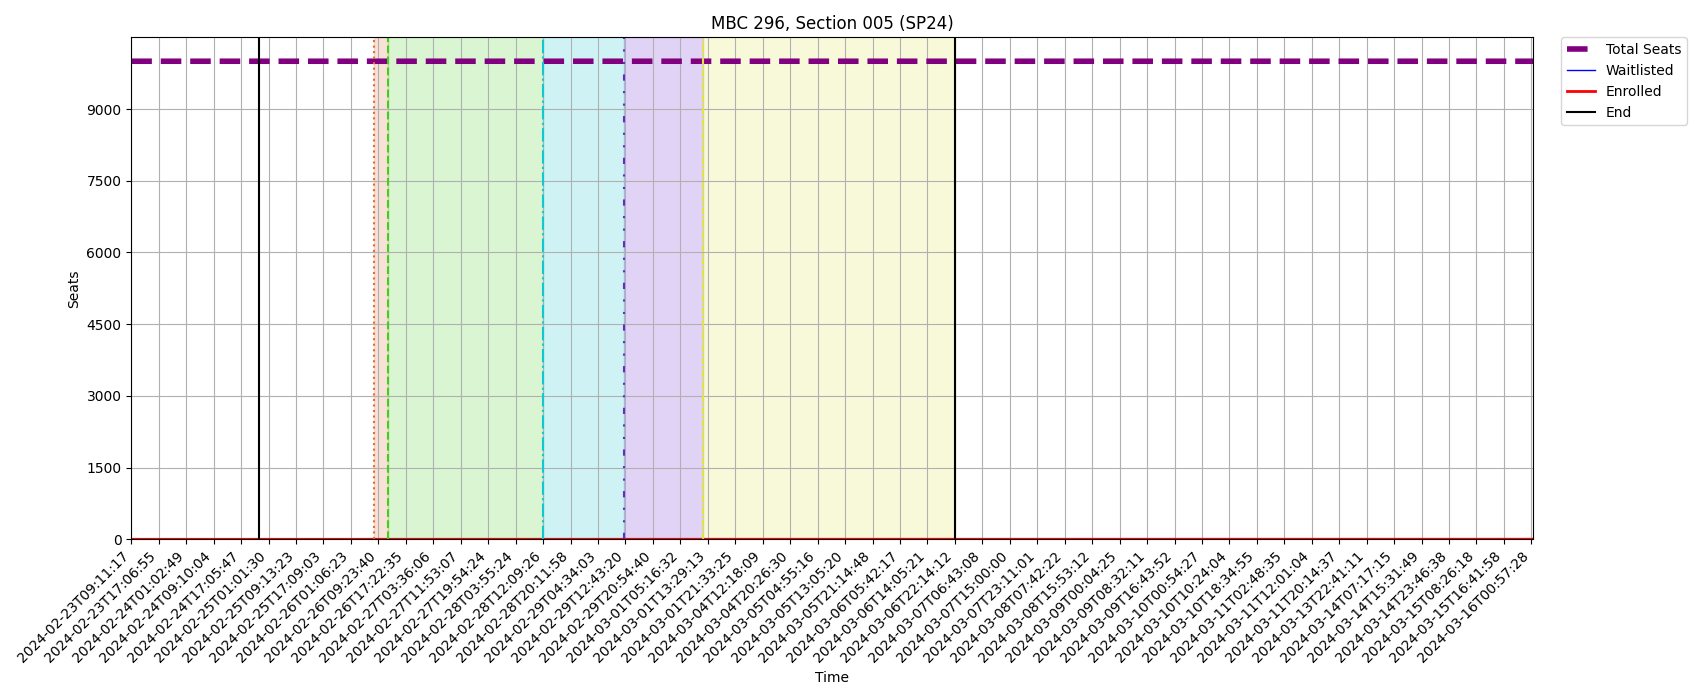 MBC 296, Section 005 (SP24)
Total Seats
Waitlisted
Enrolled
End
Seats
9000
7500
6000
4500
3000
1500
0
2024-02-23T09:11:17
2024-02-23T17:06:55
2024-02-24T01:02:49
2024-02-24T09:10:04
2024-02-24T17:05:47
2024-02-25T01:01:30
2024-02-25T09:13:23
2024-02-25T17:09:03
2024-02-26T01:06:23
2024-02-26T09:23:40
2024-02-26T17:22:35
2024-02-27T03:36:06
2024-02-27T11:53:07
2024-02-27T19:54:24
2024-02-28T03:55:24
2024-02-28T12:09:26
2024-02-28T20:11:58
2024-02-29T04:34:03
2024-02-29T12:43:20
2024-02-29T20:54:40
2024-03-01T05:16:32
2024-03-01T13:29:13
2024-03-01T21:33:25
2024-03-04T12:18:09
2024-03-04T20:26:30
2024-03-05T04:55:16
2024-03-05T13:05:20
2024-03-05T21:14:48
2024-03-06T05:42:17
2024-03-06T14:05:21
2024-03-06T22:14:12
2024-03-07T06:43:08
2024-03-07T15:00:00
2024-03-07T23:11:01
2024-03-08T07:42:22
2024-03-08T15:53:12
2024-03-09T00:04:25
2024-03-09T08:32:11
2024-03-09T16:43:52
2024-03-10T00:54:27
2024-03-10T10:24:04
2024-03-10T18:34:55
2024-03-11T02:48:35
2024-03-11T12:01:04
2024-03-11T20:14:37
2024-03-13T22:41:11
2024-03-14T07:17:15
2024-03-14T15:31:49
2024-03-14T23:46:38
2024-03-15T08:26:18
2024-03-15T16:41:58
2024-03-16T00:57:28
Time